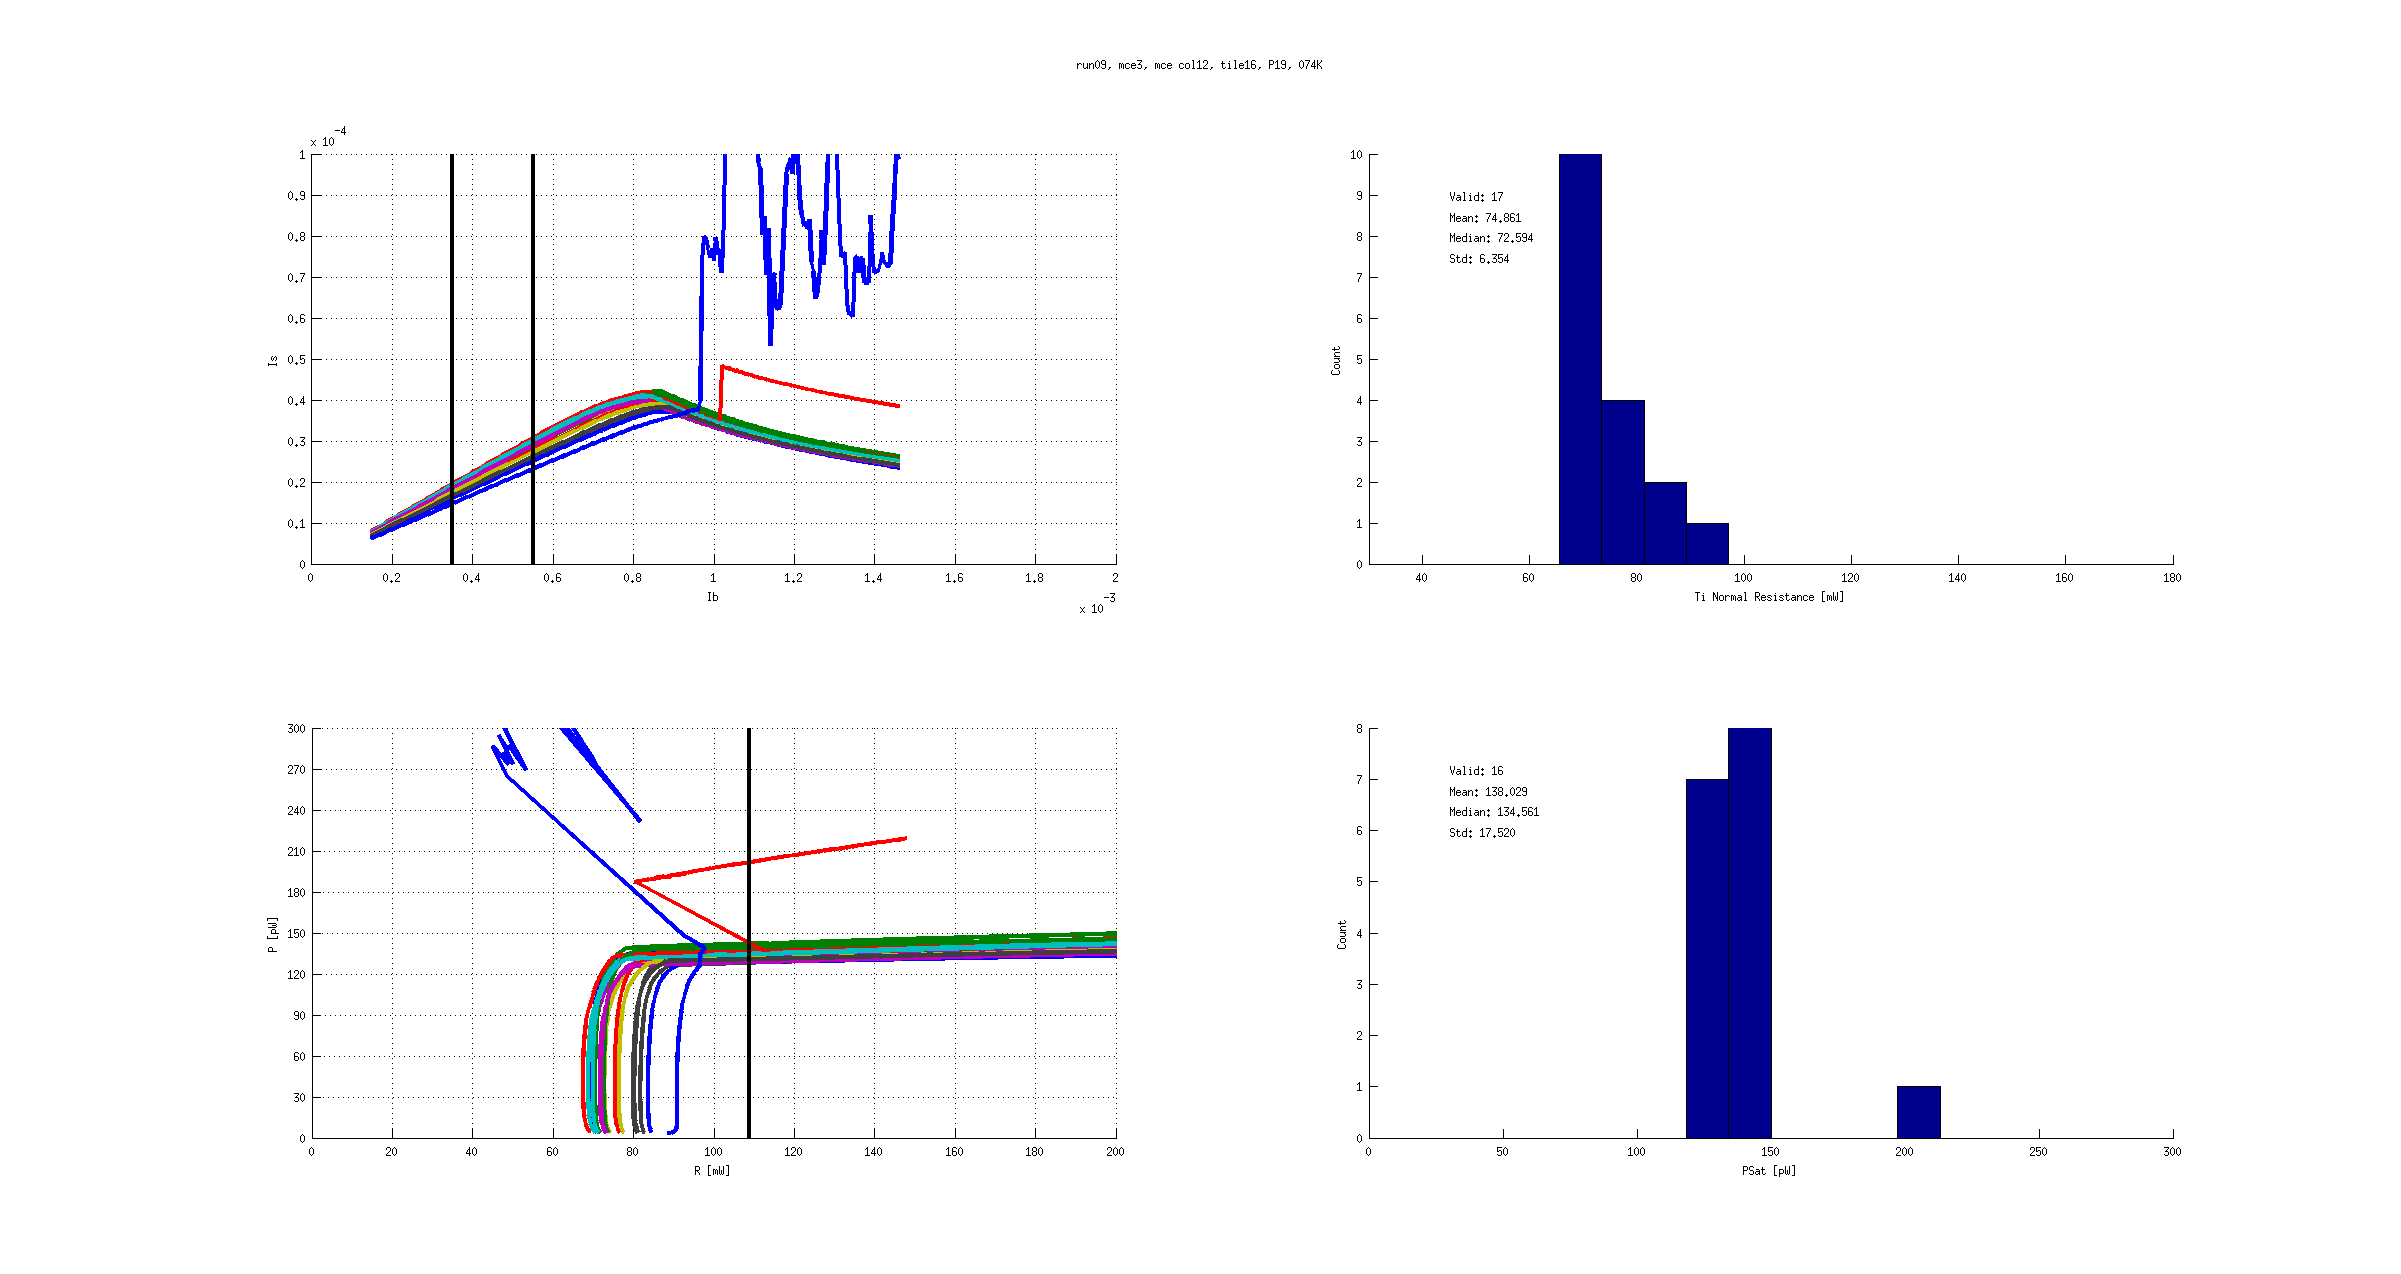 run09, mce3, mce col12, tile16, P19, 074K
x 10^-4
1
0.9
0.8
0.7
0.6
0.5
0.4
0.3
0.2
0.1
0
Is
0 0.2 0.4 0.6 0.8 1 1.2 1.4 1.6 1.8 2
Ib
x 10^-3
10
9
8
7
6
5
4
3
2
1
0
Count
Valid: 17
Mean: 74.861
Median: 72.594
Std: 6.354
40 60 80 100 120 140 160 180
Ti Normal Resistance [mW]
300
270
240
210
180
150
120
90
60
30
0
P [pW]
0 20 40 60 80 100 120 140 160 180 200
R [mW]
8
7
6
5
4
3
2
1
0
Count
Valid: 16
Mean: 138.029
Median: 134.561
Std: 17.520
0 50 100 150 200 250 300
PSat [pW]